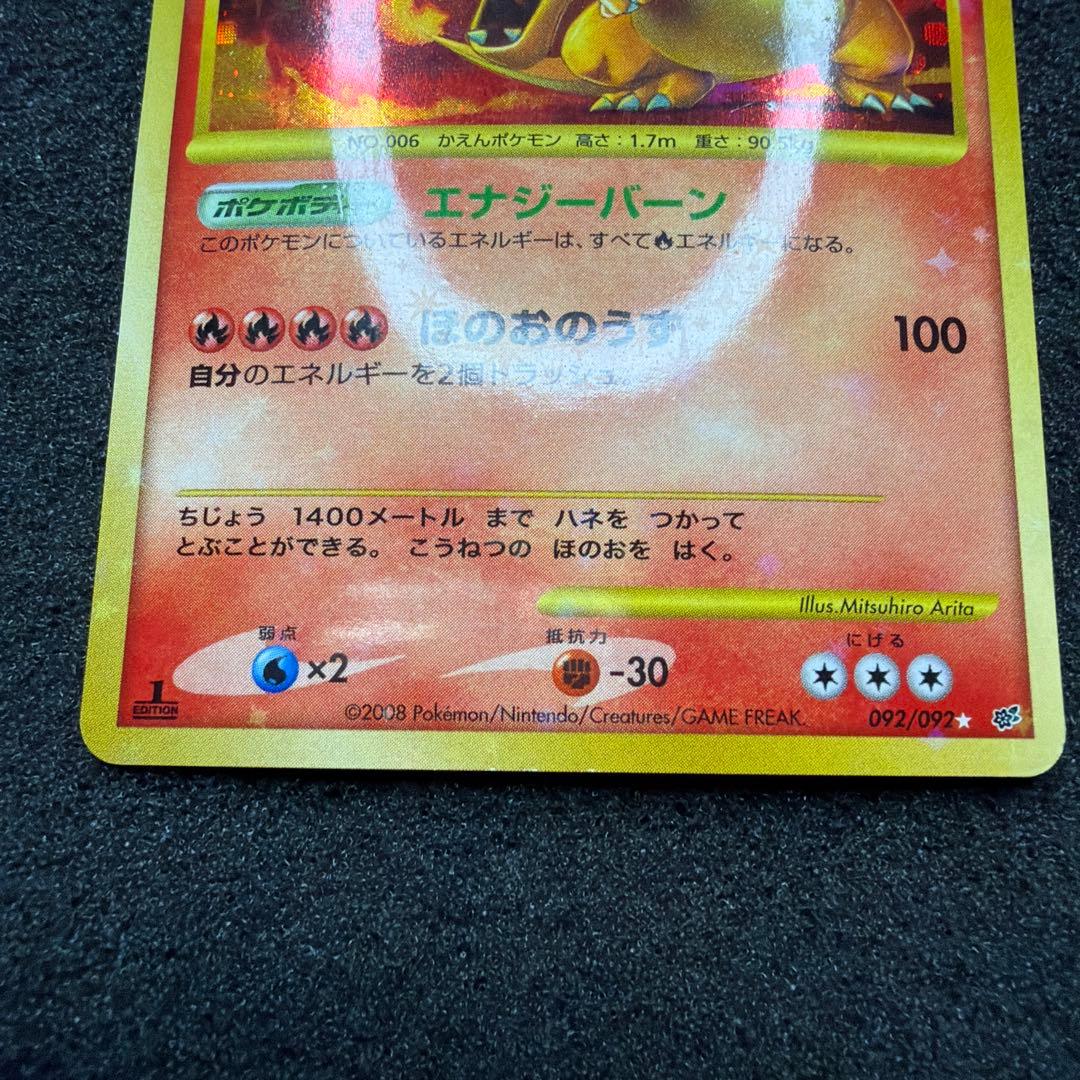 NO.006 かえんポケモン 高さ：1.7m 重さ：90.5kg
ポケボディー エナジーバーン
このポケモンについているエネルギーは、すべてエネルギーになる。
ほのおのうず 100
自分のエネルギーを2個トラッシュ。
ちじょう 1400メートル まで ハネを つかって
とぶことができる。 こうねつの ほのおを はく。
Illus.Mitsuhiro Arita
弱点 抵抗力 にげる
×2 -30
1 EDITION
©2008 Pokémon/Nintendo/Creatures/GAME FREAK.
092/092★